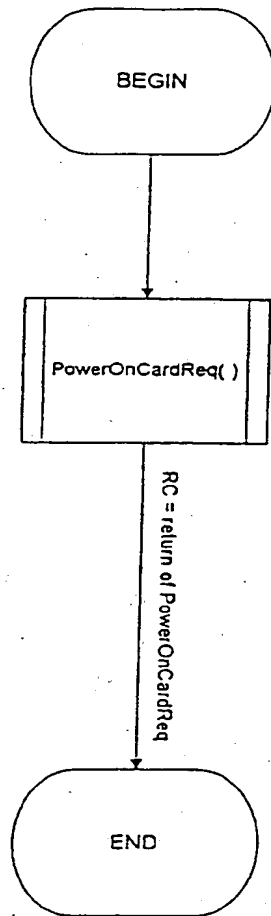 BEGIN
PowerOnCardReq( )
RC = return of PowerOnCardReq
END